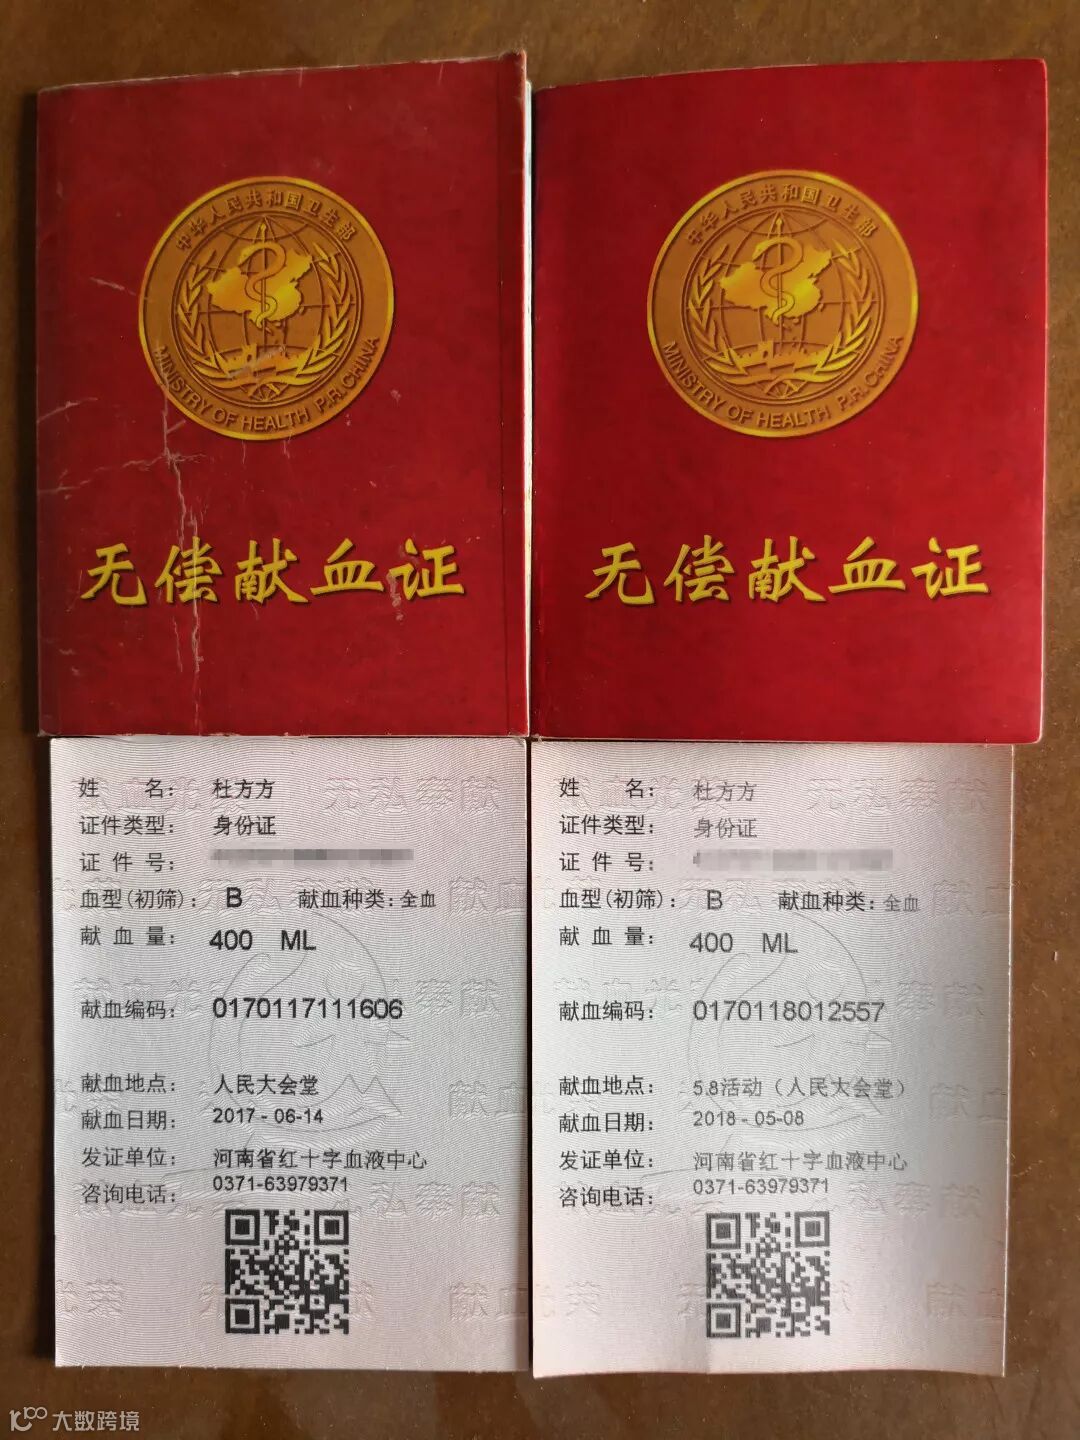 中华人民共和国卫生部
MINISTRY OF HEALTH P.R.CHINA
无偿献血证
中华人民共和国卫生部
MINISTRY OF HEALTH P.R.CHINA
无偿献血证
姓 名： 杜方方
证件类型： 身份证
证 件 号：
血型(初筛)： B 献血种类：全血
献 血 量： 400 ML
献血编码： 0170117111606
献血地点： 人民大会堂
献血日期： 2017 - 06-14
发证单位： 河南省红十字血液中心
咨询电话： 0371-63979371
姓 名： 杜方方
证件类型： 身份证
证 件 号：
血型(初筛)： B 献血种类：全血
献 血 量： 400 ML
献血编码： 0170118012557
献血地点： 5.8活动（人民大会堂）
献血日期： 2018 - 05-08
发证单位： 河南省红十字血液中心
咨询电话： 0371-63979371
大数跨境